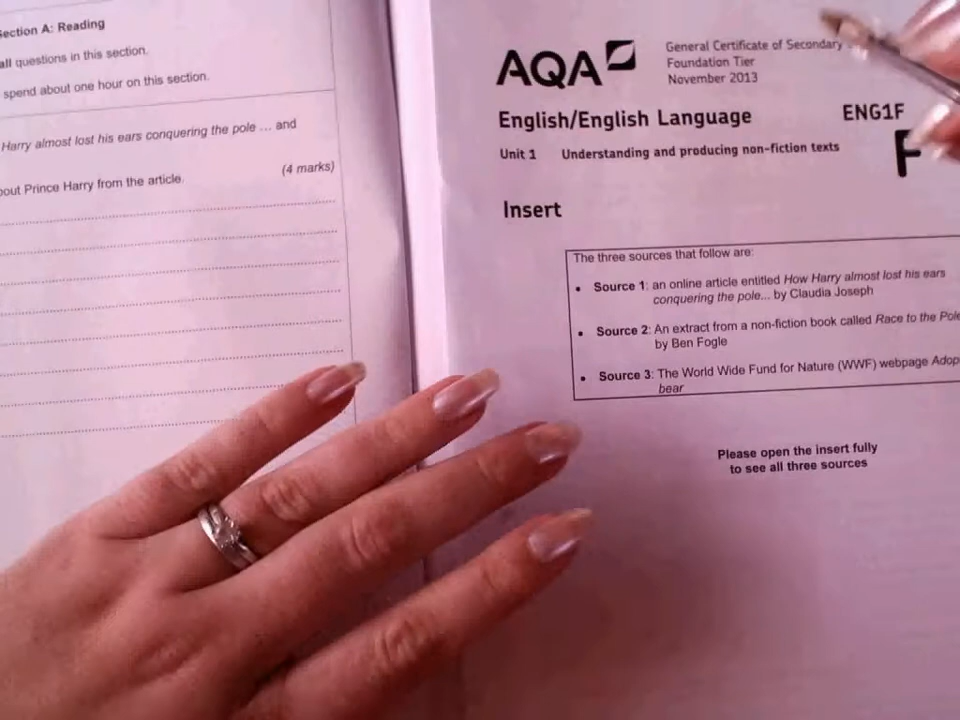 ection A: Reading
all questions in this section.
spend about one hour on this section.
Harry almost lost his ears conquering the pole ... and
out Prince Harry from the article.
(4 marks)
AQA
General Certificate of Secondary
Foundation Tier
November 2013
English/English Language
ENG1F
Unit 1 Understanding and producing non-fiction texts
F
Insert
The three sources that follow are:
• Source 1: an online article entitled How Harry almost lost his ears
conquering the pole... by Claudia Joseph
• Source 2: An extract from a non-fiction book called Race to the Pole
by Ben Fogle
• Source 3: The World Wide Fund for Nature (WWF) webpage Adop
bear
Please open the insert fully
to see all three sources